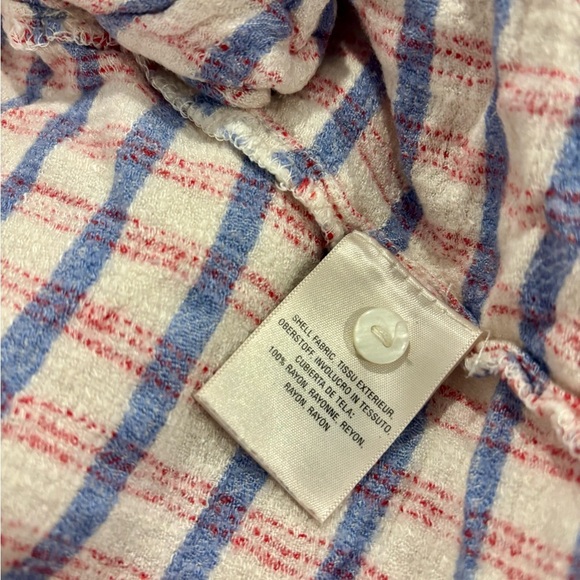 SHELL FABRIC, TISSU EXTERIEUR,
OBERSTOFF, INVOLUCRO IN TESSUTO,
CUBIERTA DE TELA:
100% RAYON, RAYONNE, REYON,
RAYON, RAYON